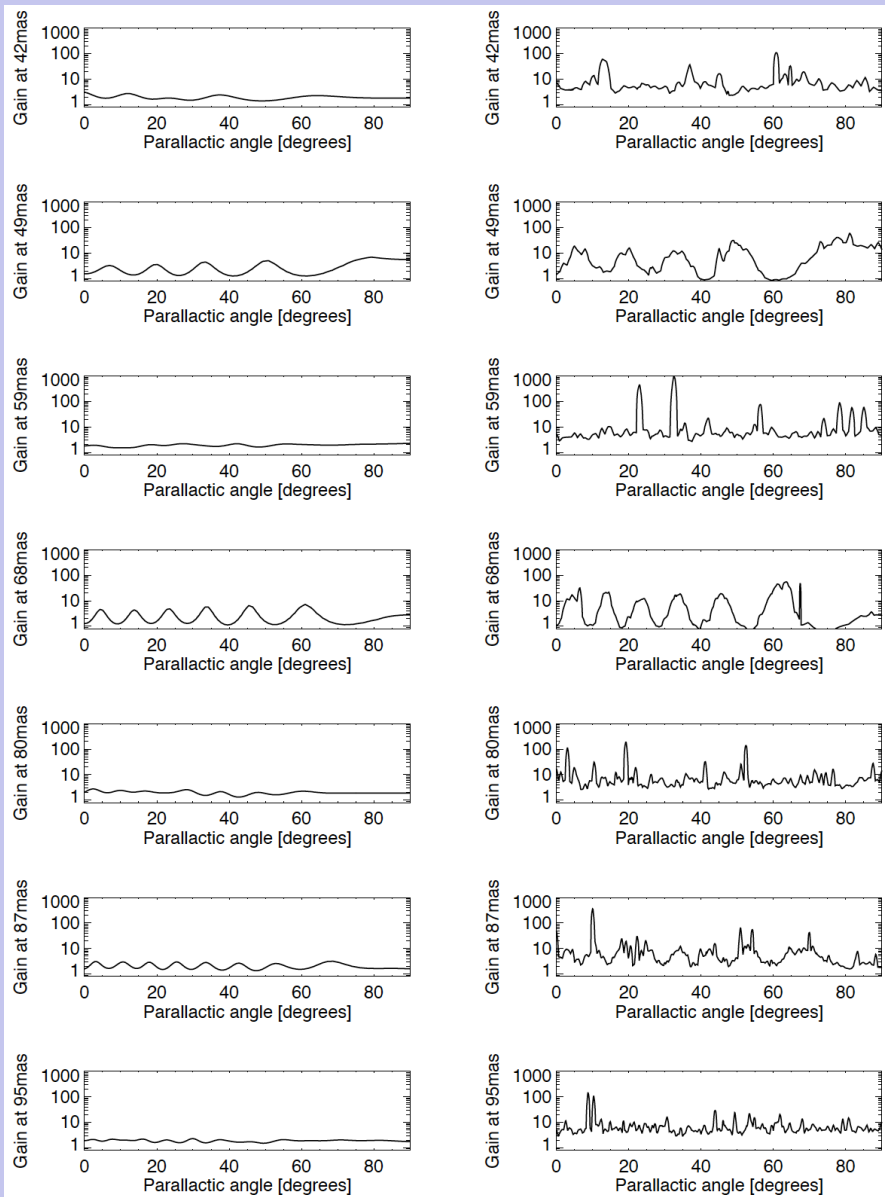 Gain at 42mas
1000
100
10
1
0 20 40 60 80
Parallactic angle [degrees]
Gain at 42mas
1000
100
10
1
0 20 40 60 80
Parallactic angle [degrees]
Gain at 49mas
1000
100
10
1
0 20 40 60 80
Parallactic angle [degrees]
Gain at 49mas
1000
100
10
1
0 20 40 60 80
Parallactic angle [degrees]
Gain at 59mas
1000
100
10
1
0 20 40 60 80
Parallactic angle [degrees]
Gain at 59mas
1000
100
10
1
0 20 40 60 80
Parallactic angle [degrees]
Gain at 68mas
1000
100
10
1
0 20 40 60 80
Parallactic angle [degrees]
Gain at 68mas
1000
100
10
1
0 20 40 60 80
Parallactic angle [degrees]
Gain at 80mas
1000
100
10
1
0 20 40 60 80
Parallactic angle [degrees]
Gain at 80mas
1000
100
10
1
0 20 40 60 80
Parallactic angle [degrees]
Gain at 87mas
1000
100
10
1
0 20 40 60 80
Parallactic angle [degrees]
Gain at 87mas
1000
100
10
1
0 20 40 60 80
Parallactic angle [degrees]
Gain at 95mas
1000
100
10
1
0 20 40 60 80
Parallactic angle [degrees]
Gain at 95mas
1000
100
10
1
0 20 40 60 80
Parallactic angle [degrees]